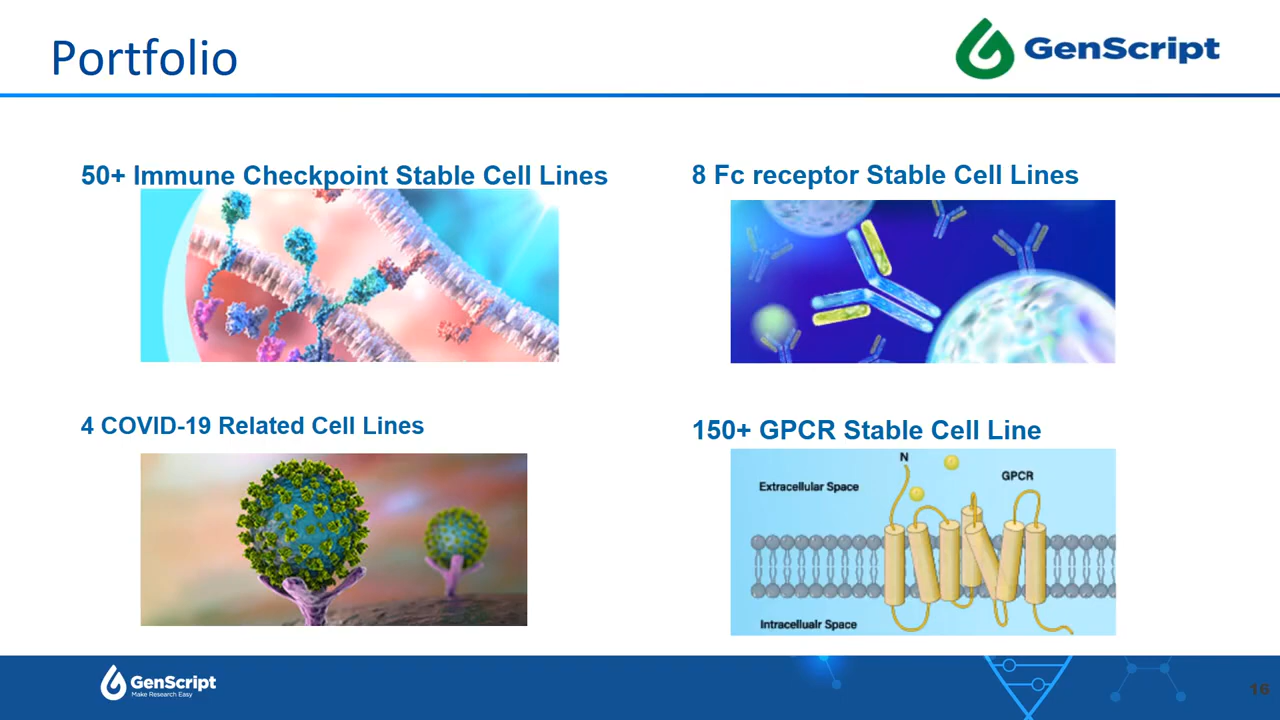 Portfolio
GenScript
50+ Immune Checkpoint Stable Cell Lines
8 Fc receptor Stable Cell Lines
4 COVID-19 Related Cell Lines
150+ GPCR Stable Cell Line
N
GPCR
Extracellular Space
Intracellualr Space
GenScript
Make Research Easy
16